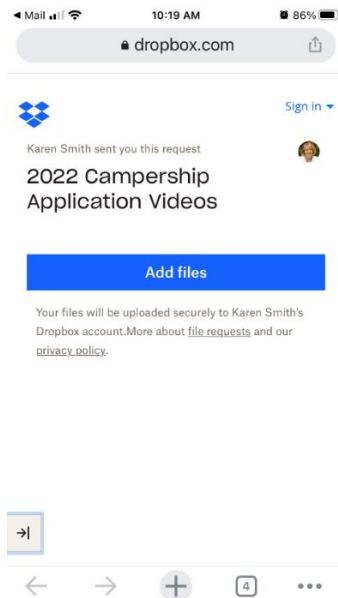 Mail 10:19 AM 86%
dropbox.com
Sign in
Karen Smith sent you this request
2022 Campership
Application Videos
Add files
Your files will be uploaded securely to Karen Smith's
Dropbox account.More about file requests and our
privacy policy.
4